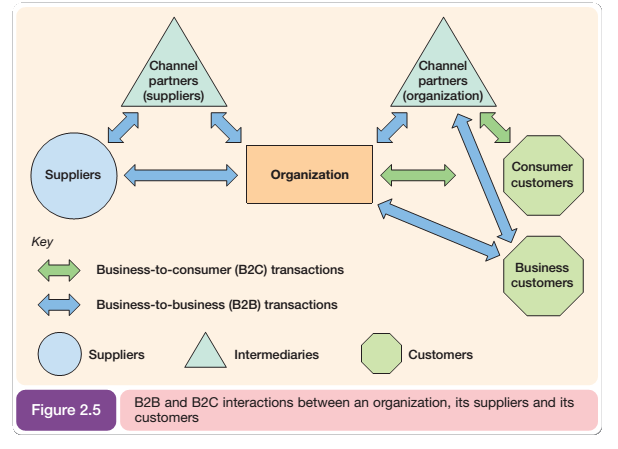 Channel
partners
(suppliers)
Channel
partners
(organization)
Suppliers
Organization
Consumer
customers
Business
customers
Key
Business-to-consumer (B2C) transactions
Business-to-business (B2B) transactions
Suppliers
Intermediaries
Customers
Figure 2.5
B2B and B2C interactions between an organization, its suppliers and its
customers